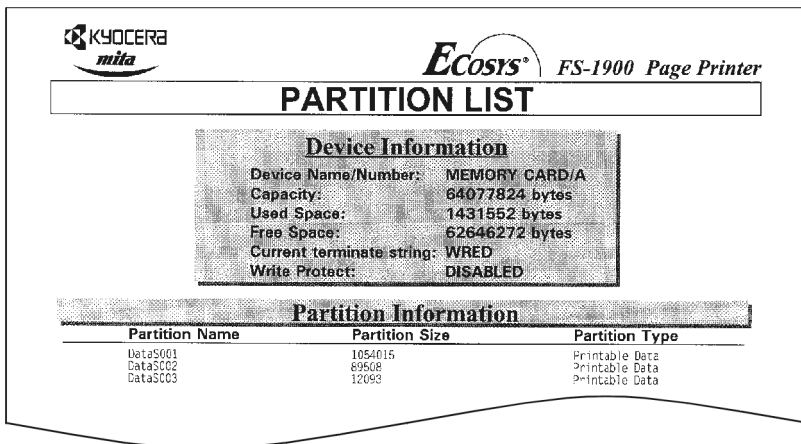 KYOCERA
mita
ECOSYS® FS-1900 Page Printer
PARTITION LIST
Device Information
Device Name/Number: MEMORY CARD/A
Capacity: 64077824 bytes
Used Space: 1431552 bytes
Free Space: 62646272 bytes
Current terminate string: WRED
Write Protect: DISABLED
Partition Information
Partition Name Partition Size Partition Type
DataS001 1054015 Printable Data
DataS002 89508 Printable Data
DataS003 12093 Printable Data